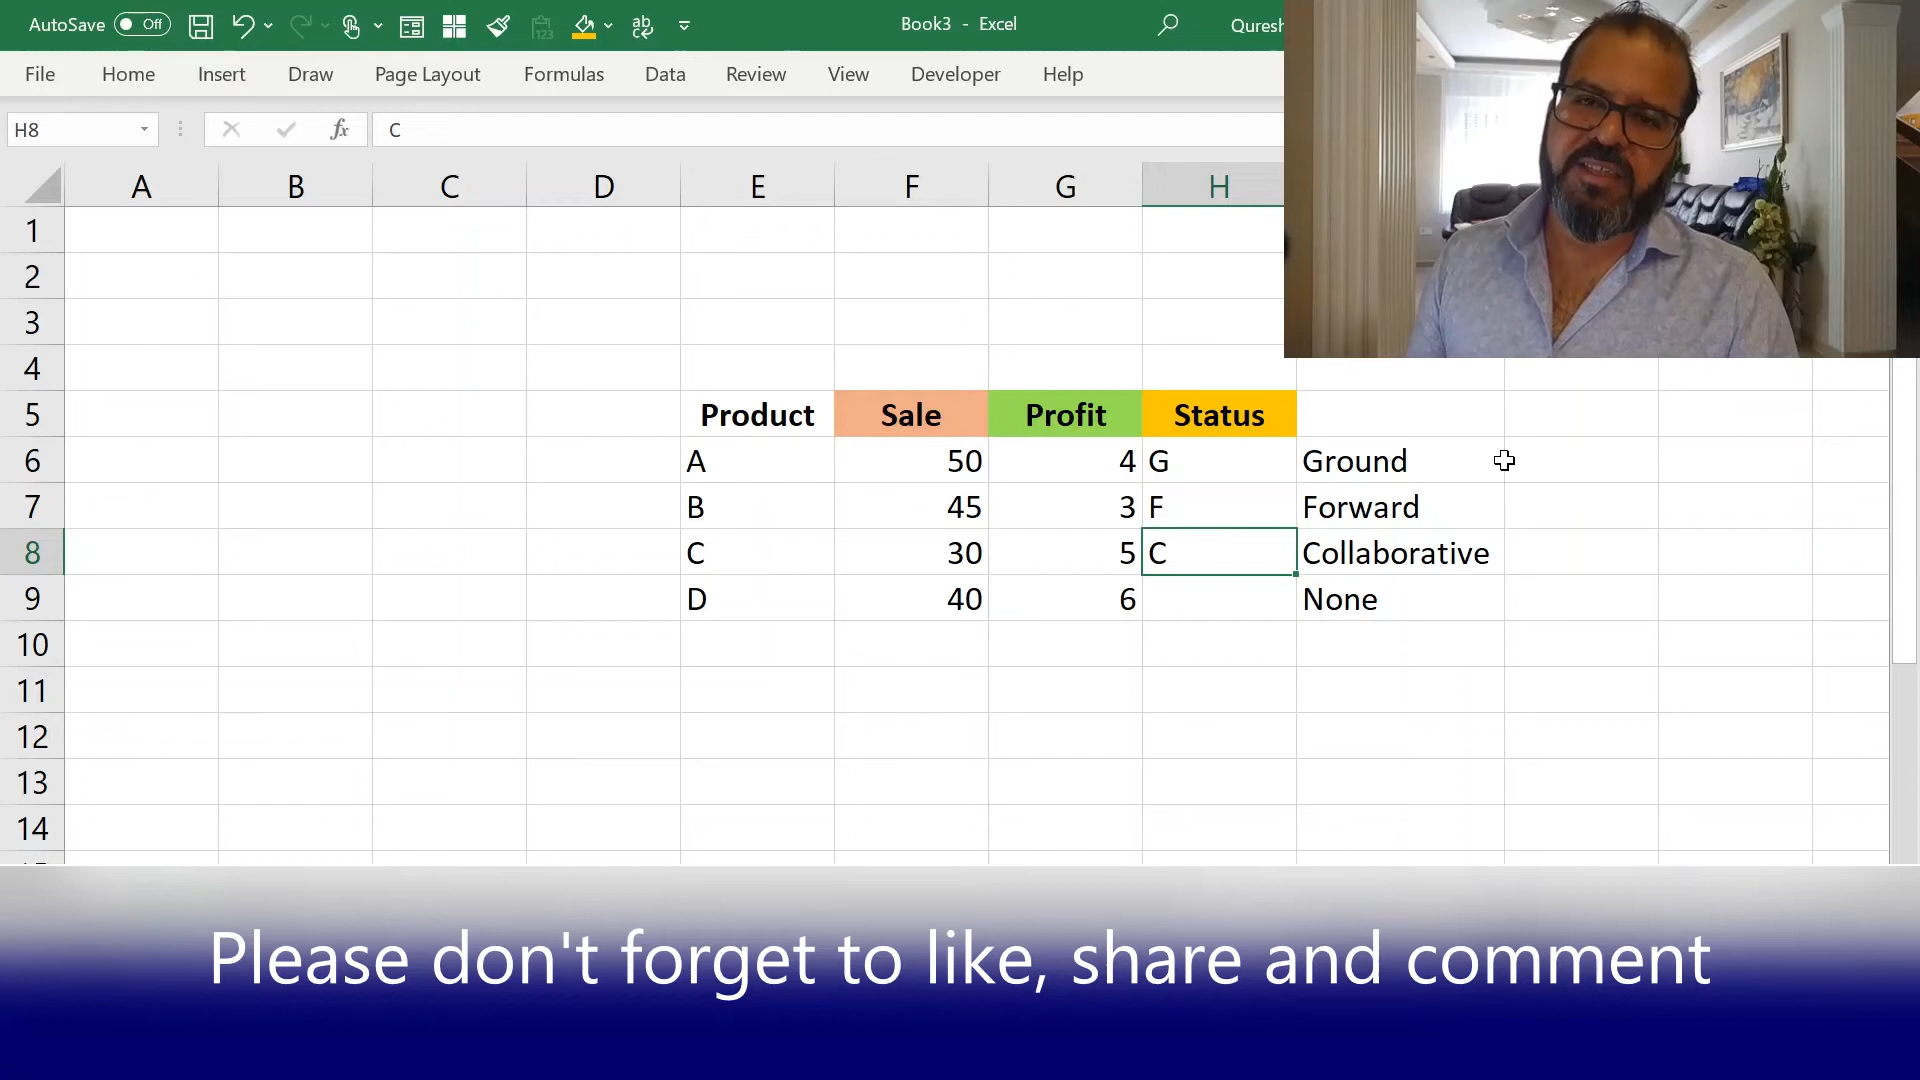 AutoSave Off
Book3 - Excel
Quresh
File Home Insert Draw Page Layout Formulas Data Review View Developer Help
H8
fx C
A B C D E F G H
1
2
3
4
5 Product Sale Profit Status
6 A 50 4 G Ground
7 B 45 3 F Forward
8 C 30 5 C Collaborative
9 D 40 6 None
10
11
12
13
14
Please don't forget to like, share and comment